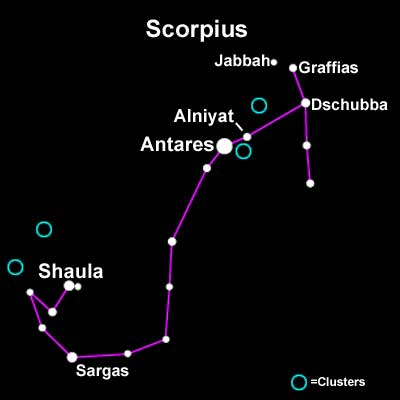 Scorpius
Jabbah
Graffias
Dschubba
Alniyat
Antares
Shaula
Sargas
=Clusters